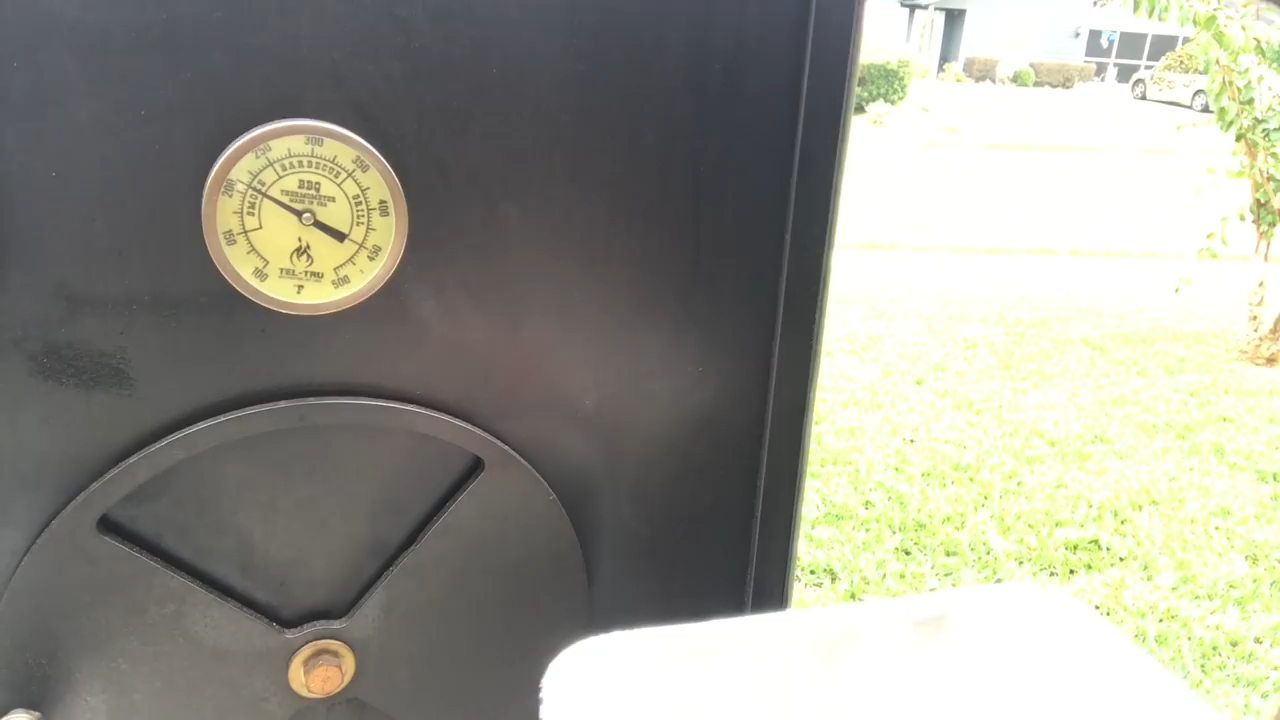 300
250
350
BARBECUE
BBQ
THERMOMETER
MADE IN USA
200
SMOKE
GRILL
400
150
450
TEL-TRU
100
500
°F